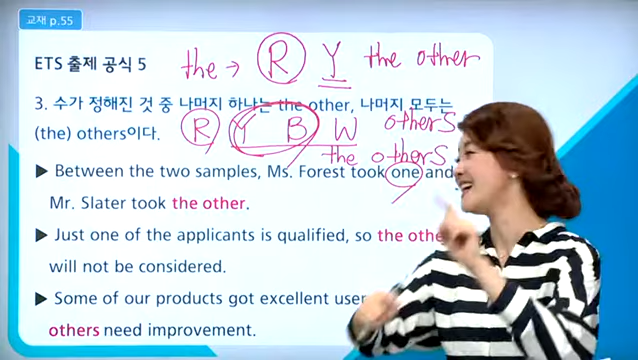 교재 p.55
ETS 출제 공식 5
the → R Y the other
3. 수가 정해진 것 중 나머지 하나는 the other, 나머지 모두는
R Y B W others
(the) others이다.
the others
▶ Between the two samples, Ms. Forest took one and
Mr. Slater took the other.
▶ Just one of the applicants is qualified, so the othe
will not be considered.
▶ Some of our products got excellent user
others need improvement.